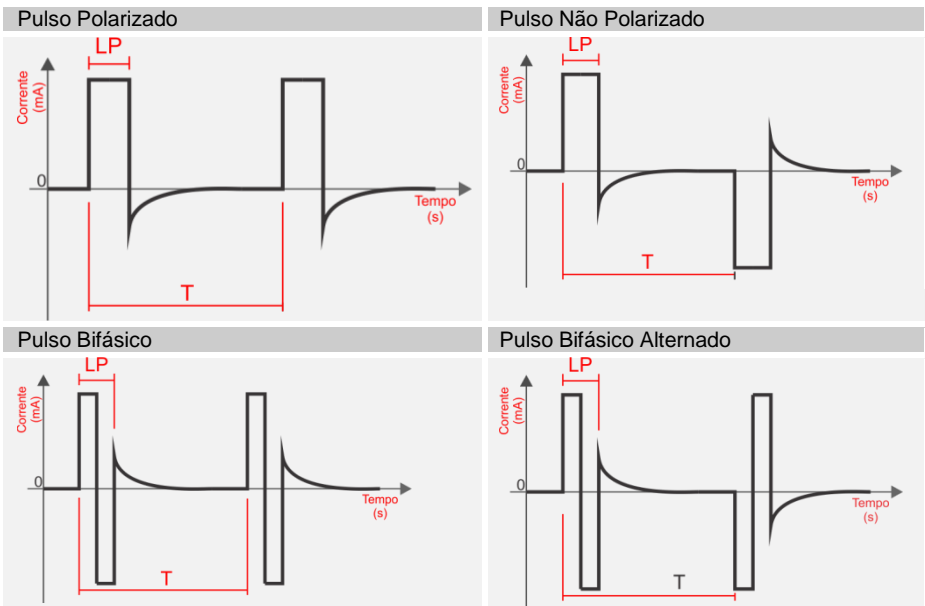 Pulso Polarizado
LP
Corrente
(mA)
0
Tempo
(s)
T
Pulso Não Polarizado
LP
Corrente
(mA)
0
Tempo
(s)
T
Pulso Bifásico
LP
Corrente
(mA)
0
Tempo
(s)
T
Pulso Bifásico Alternado
LP
Corrente
(mA)
0
Tempo
(s)
T